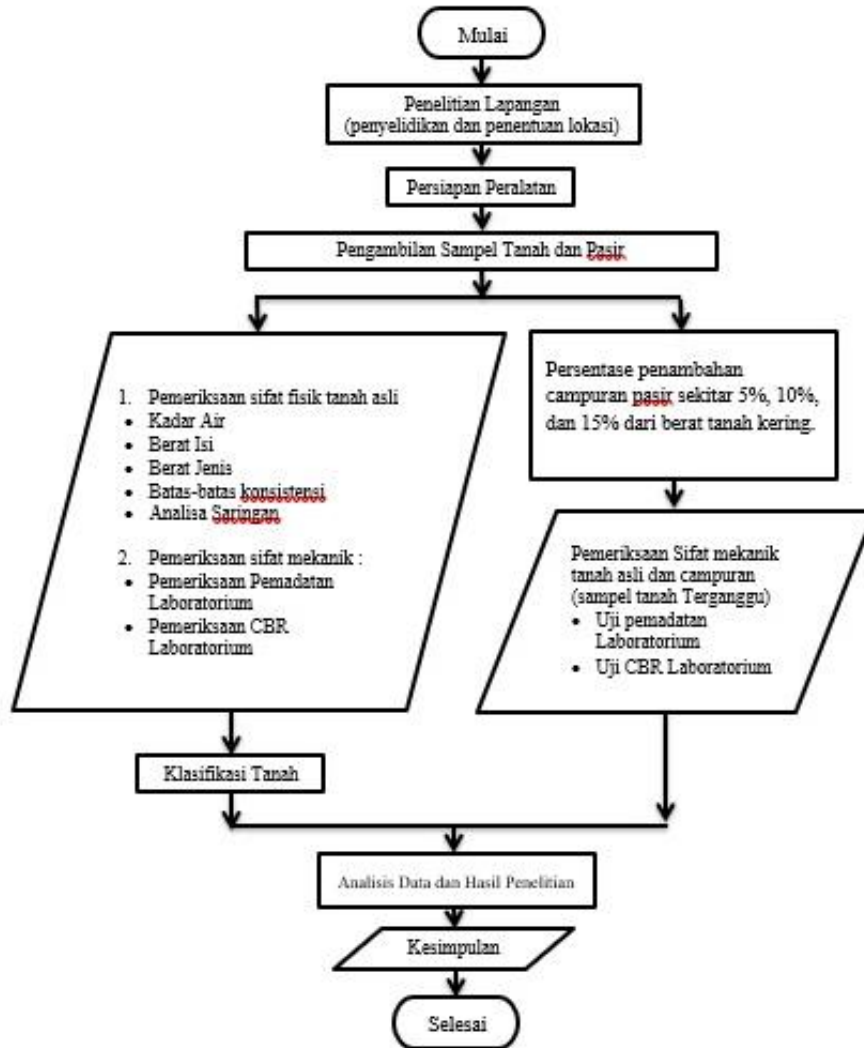 Mulai
Penelitian Lapangan
(penyelidikan dan penentuan lokasi)
Persiapan Peralatan
Pengambilan Sampel Tanah dan Pasir
1. Pemeriksaan sifat fisik tanah asli
• Kadar Air
• Berat Isi
• Berat Jenis
• Batas-batas konsistensi
• Analisa Saringan
2. Pemeriksaan sifat mekanik :
• Pemeriksaan Pemadatan
Laboratorium
• Pemeriksaan CBR
Laboratorium
Persentase penambahan
campuran pasir sekitar 5%, 10%,
dan 15% dari berat tanah kering.
Pemeriksaan Sifat mekanik
tanah asli dan campuran
(sampel tanah Terganggu)
• Uji pemadatan
Laboratorium
• Uji CBR Laboratorium
Klasifikasi Tanah
Analisis Data dan Hasil Penelitian
Kesimpulan
Selesai